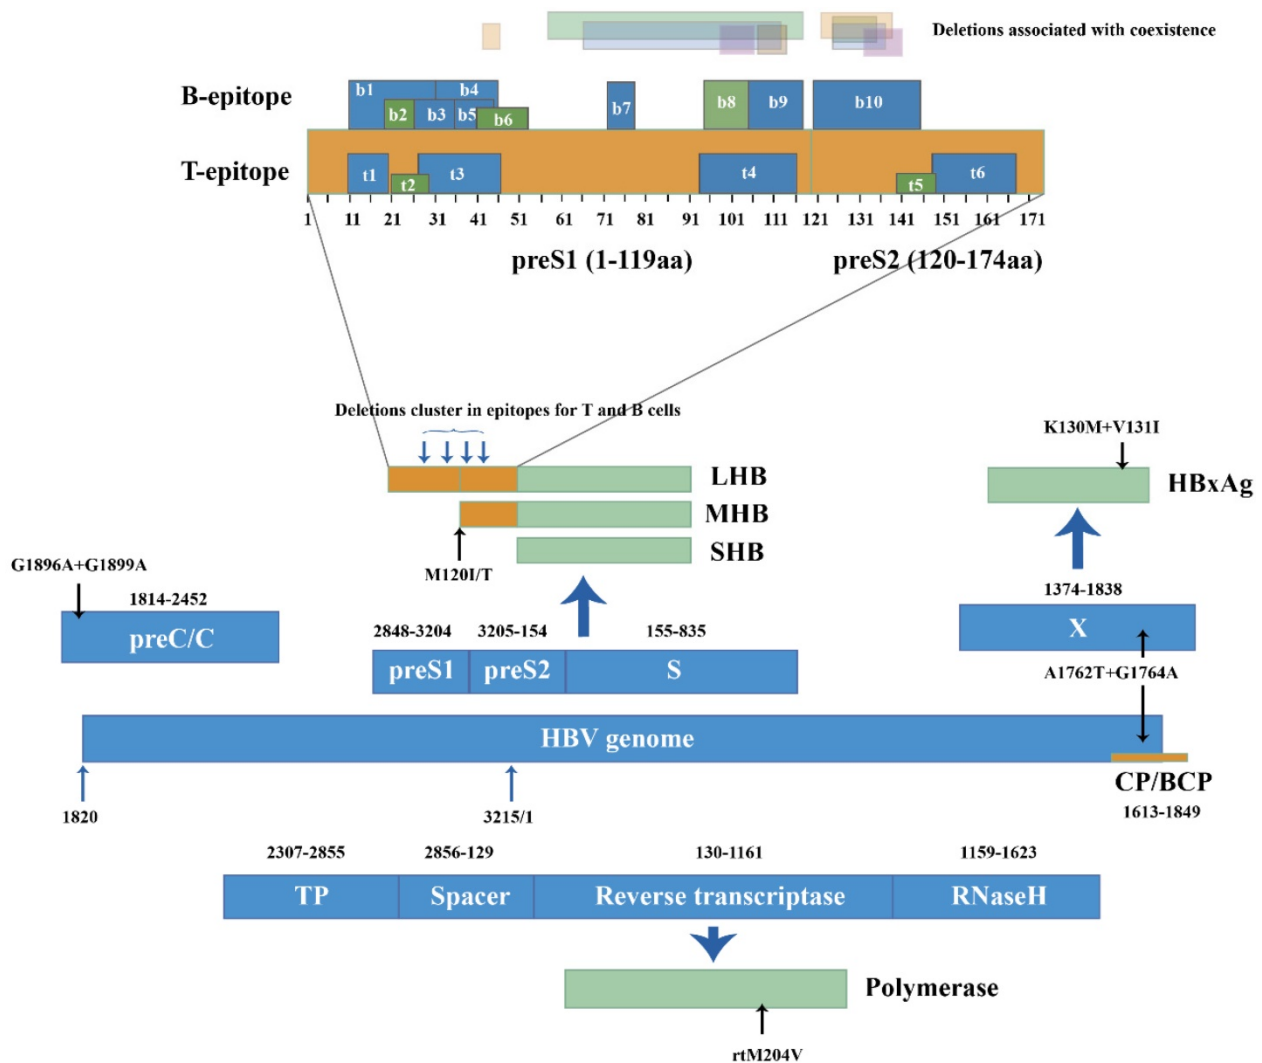 Deletions associated with coexistence
B-epitope
b1 b4
b2 b3 b5 b6 b7 b8 b9 b10
T-epitope
t1 t2 t3 t4 t5 t6
1 11 21 31 41 51 61 71 81 91 101 111 121 131 141 151 161 171
preS1 (1-119aa) preS2 (120-174aa)
Deletions cluster in epitopes for T and B cells
LHB
MHB
SHB
M120I/T
K130M+V131I
HBxAg
G1896A+G1899A
1814-2452
preC/C
2848-3204 3205-154 155-835
preS1 preS2 S
1374-1838
X
A1762T+G1764A
HBV genome
CP/BCP
1613-1849
1820 3215/1
2307-2855 2856-129 130-1161 1159-1623
TP Spacer Reverse transcriptase RNaseH
Polymerase
rtM204V